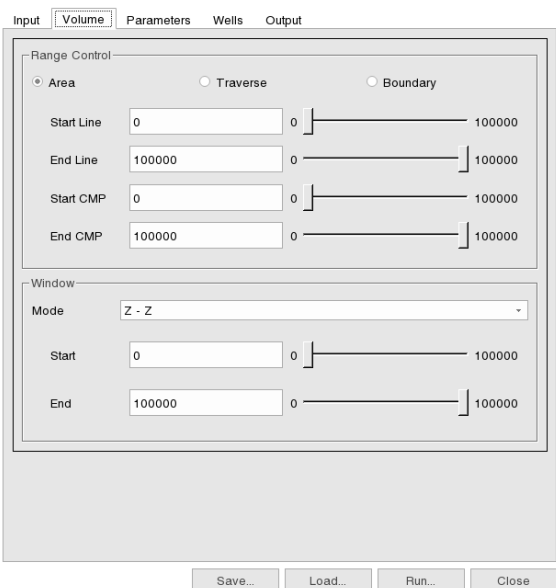 Input Volume Parameters Wells Output
Range Control
Area Traverse Boundary
Start Line 0 0 100000
End Line 100000 0 100000
Start CMP 0 0 100000
End CMP 100000 0 100000
Window
Mode Z - Z
Start 0 0 100000
End 100000 0 100000
Save... Load... Run... Close